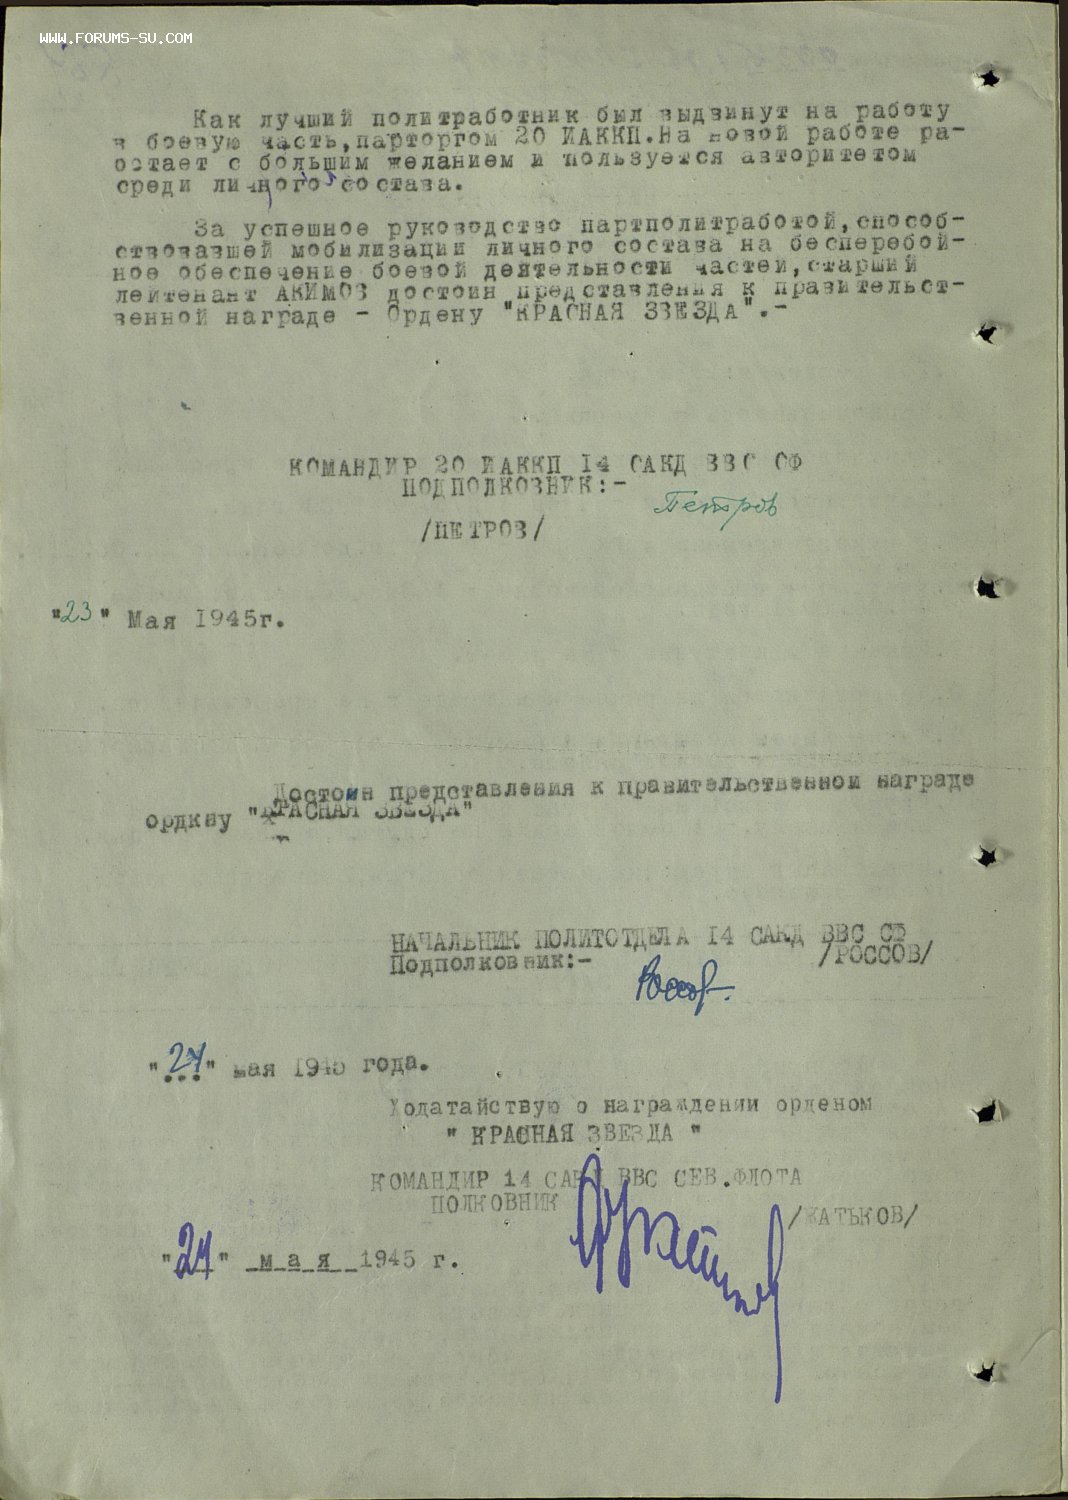 WWW.FORUMS-SU.COM
Как лучший политработник был выдвинут на работу
в боевую часть,парторгом 20 ИАККП.На новой работе ра-
отает с большим желанием и пользуется авторитетом
среди личного состава.
За успешное руководство партполитработой,способ-
ствовавшей мобилизации личного состава на бесперебой-
ное обеспечение боевой деятельности частей,старший
лейтенант АКИМОВ достоин представления к правительст-
венной награде - Ордену "КРАСНАЯ ЗВЕЗДА".-
КОМАНДИР 20 ИАККП 14 САКД ВВС СФ
ПОДПОЛКОВНИК:-
Петров
/ПЕТРОВ/
"23" Мая 1945г.
Достоин представления к правительственной награде
ордкну "КРАСНАЯ ЗВЕЗДА"
НАЧАЛЬНИК ПОЛИТОТДЕЛА 14 САКД ВВС СФ
Подполковник:- /РОССОВ/
"24" мая 1945 года.
Ходатайствую о награждении орденом
" КРАСНАЯ ЗВЕЗДА "
КОМАНДИР 14 САКД ВВС СЕВ.ФЛОТА
ПОЛКОВНИК
/ЖАТЬКОВ/
"24" _м_а_я__1945 г.